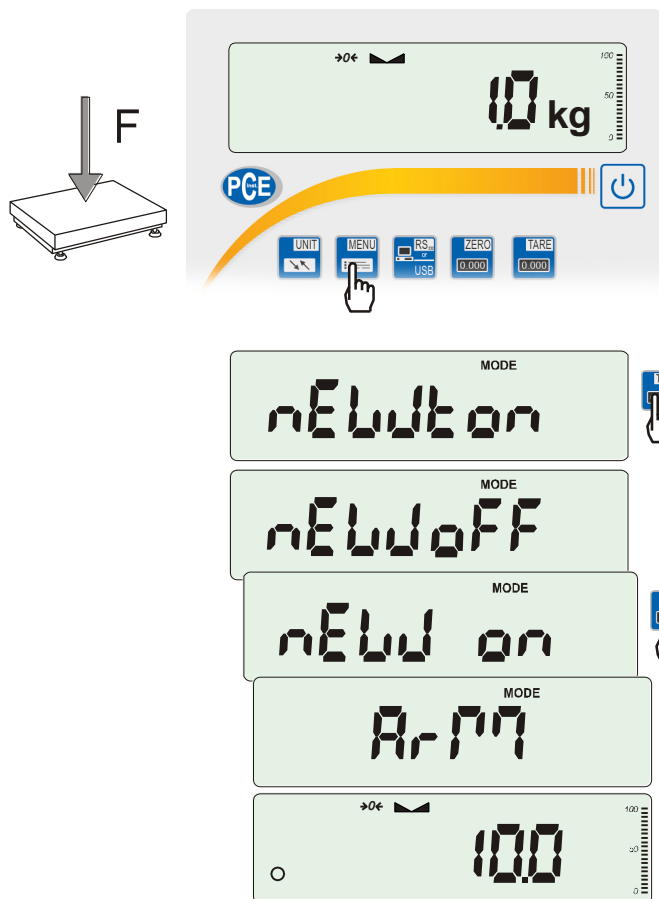 →0←
100
50
0
1.0 kg
F
PCE
UNIT
MENU
RS
or
USB
ZERO
0.000
TARE
0.000
MODE
nEWton
MODE
nEWoFF
MODE
nEW on
MODE
ArM
→0←
100
50
0
10.0